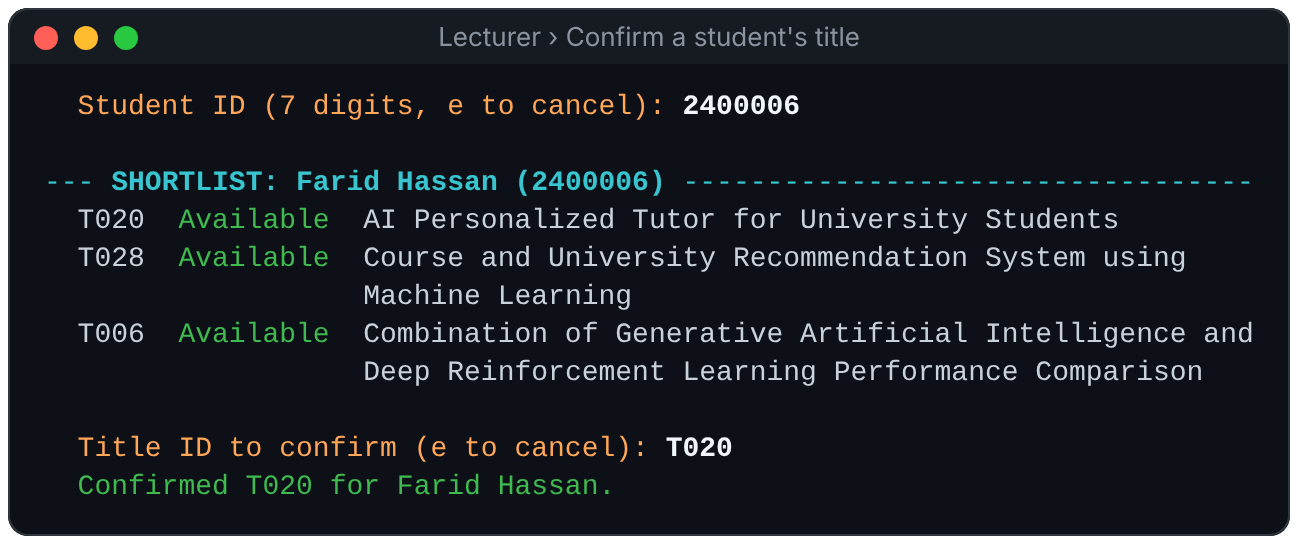 Lecturer › Confirm a student's title
Student ID (7 digits, e to cancel): 2400006
--- SHORTLIST: Farid Hassan (2400006) ----------------------------------
T020  Available  AI Personalized Tutor for University Students
T028  Available  Course and University Recommendation System using
Machine Learning
T006  Available  Combination of Generative Artificial Intelligence and
Deep Reinforcement Learning Performance Comparison
Title ID to confirm (e to cancel): T020
Confirmed T020 for Farid Hassan.